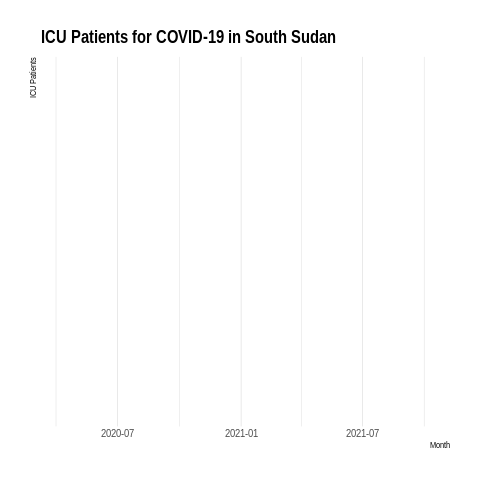 ICU Patients for COVID-19 in South Sudan
ICU Patients
2020-07 2021-01 2021-07
Month